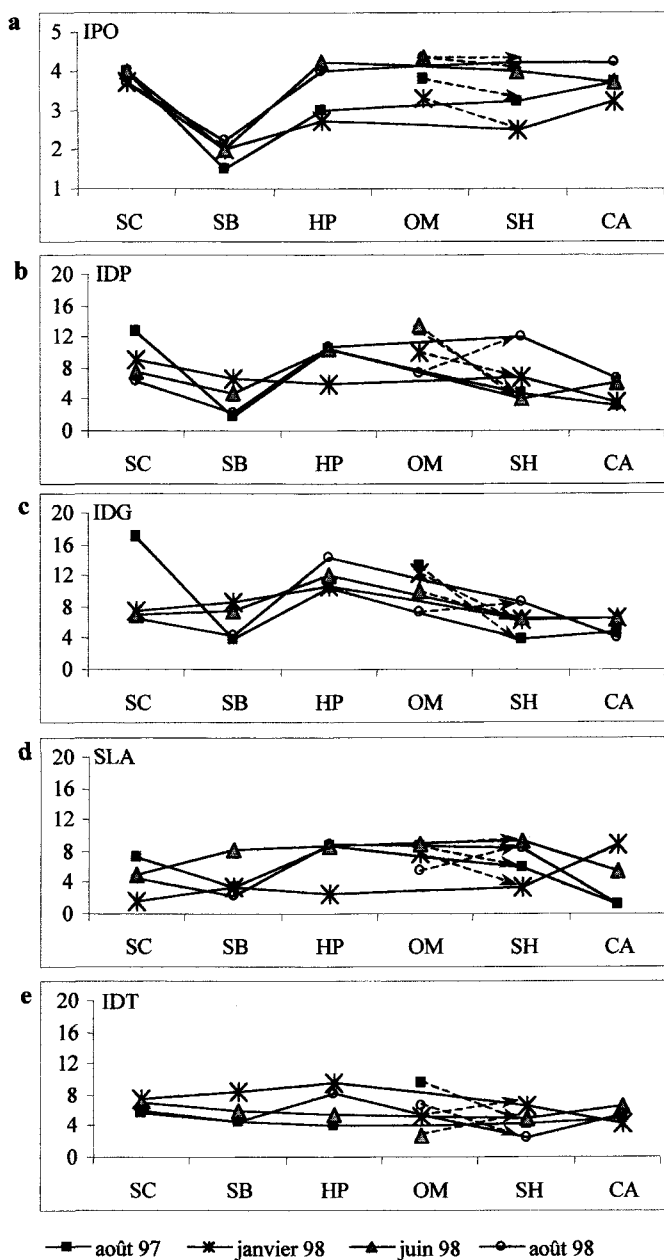 a IPO
5
4
3
2
1
SC SB HP OM SH CA
b IDP
20
16
12
8
4
0
SC SB HP OM SH CA
c IDG
20
16
12
8
4
0
SC SB HP OM SH CA
d SLA
20
16
12
8
4
0
SC SB HP OM SH CA
e IDT
20
16
12
8
4
0
SC SB HP OM SH CA
août 97 janvier 98 juin 98 août 98